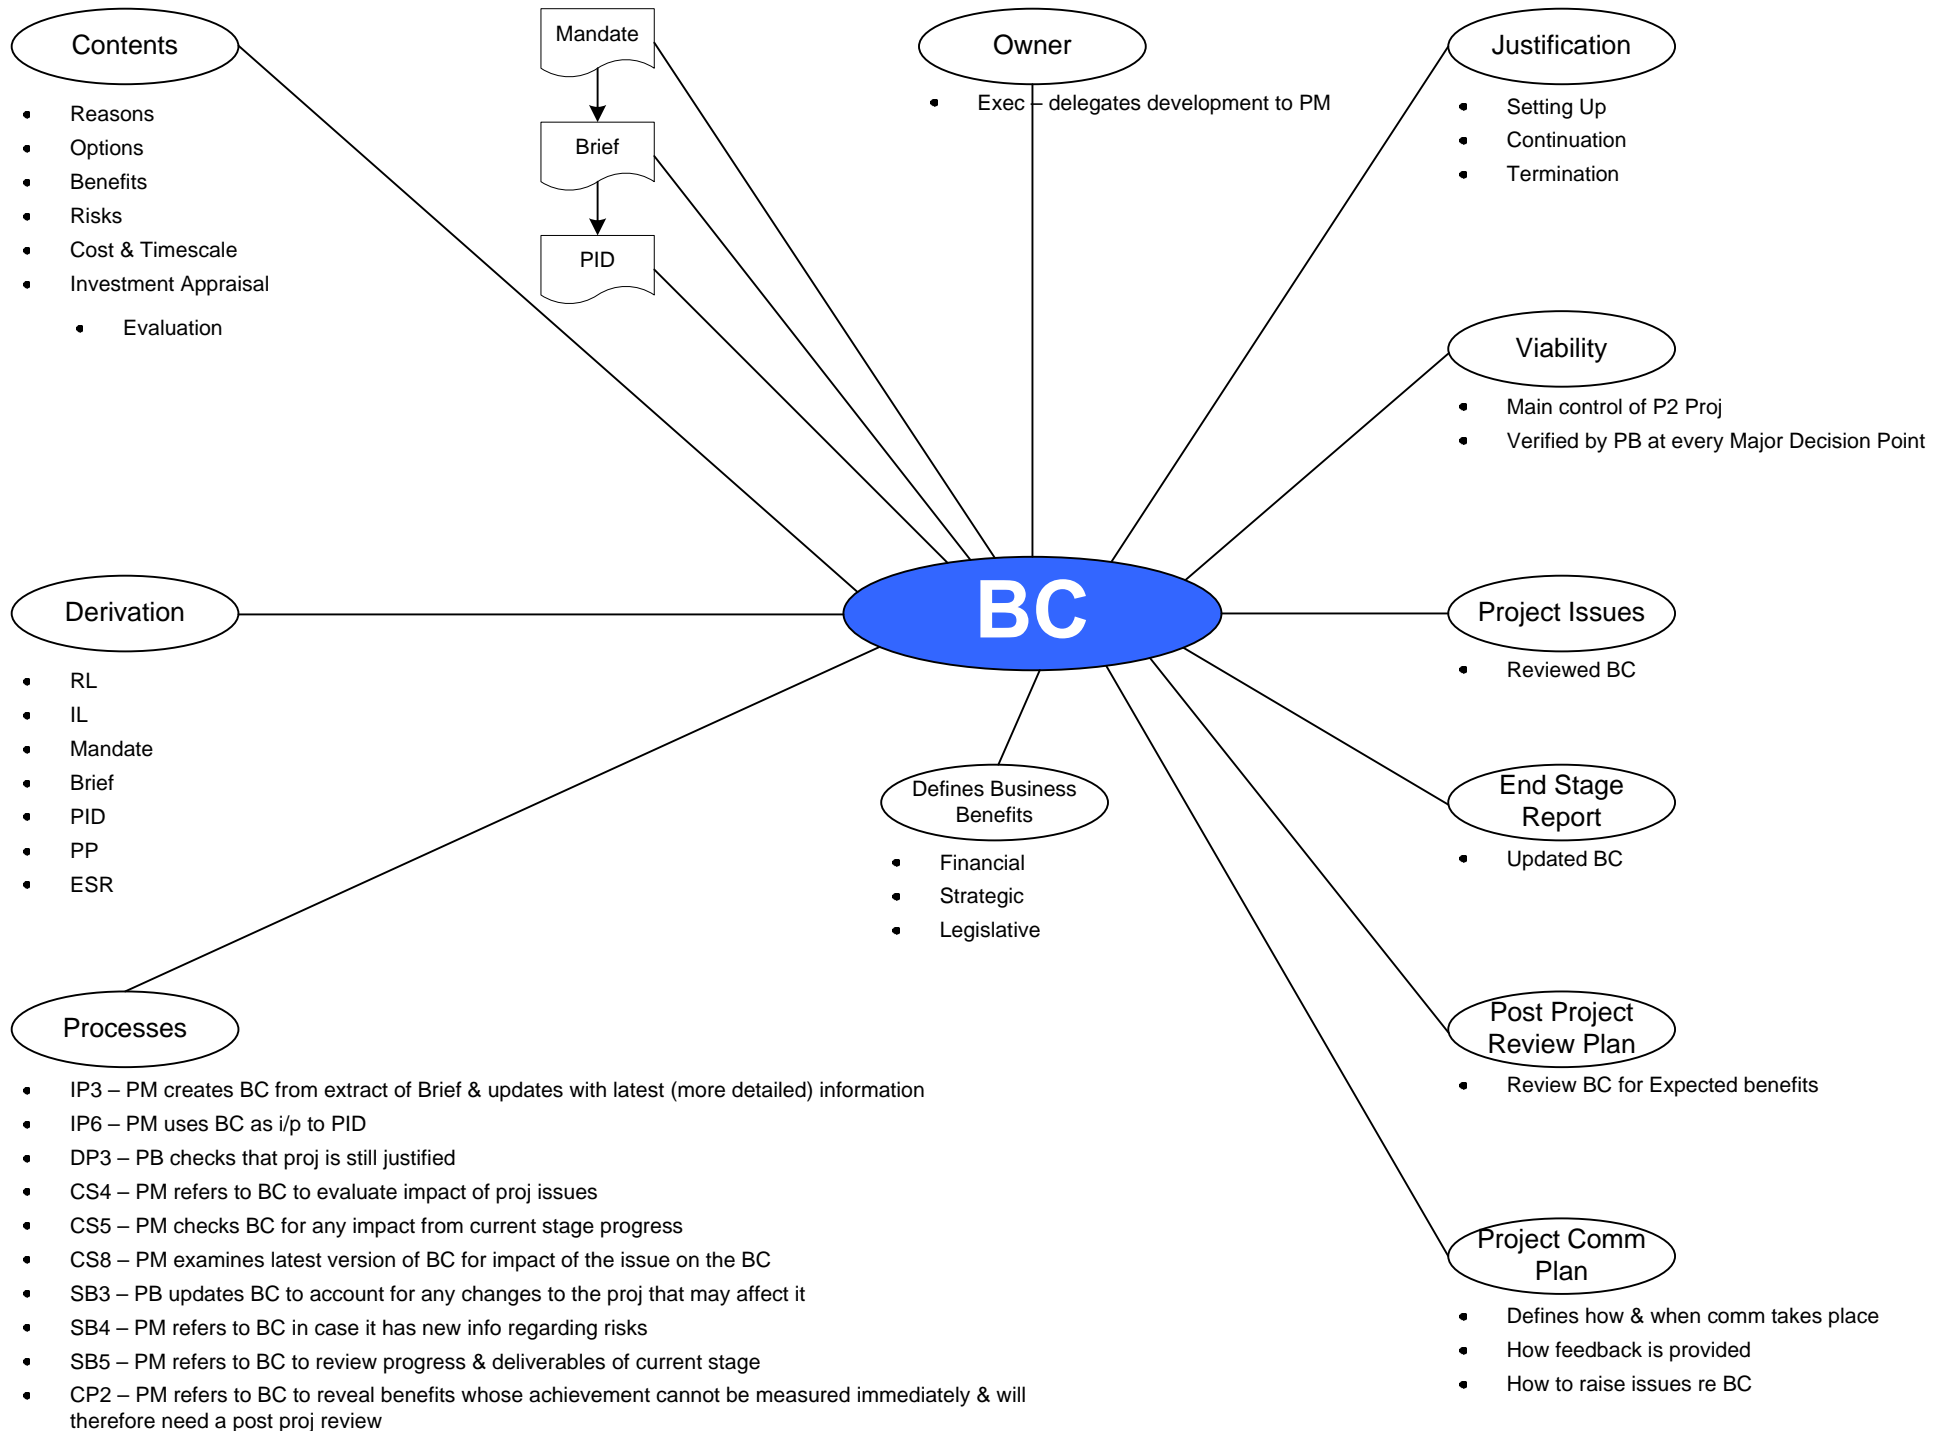 Contents
• Reasons
• Options
• Benefits
• Risks
• Cost & Timescale
• Investment Appraisal
• Evaluation
Mandate
Brief
PID
Owner
• Exec – delegates development to PM
Justification
• Setting Up
• Continuation
• Termination
Viability
• Main control of P2 Proj
• Verified by PB at every Major Decision Point
BC
Derivation
• RL
• IL
• Mandate
• Brief
• PID
• PP
• ESR
Project Issues
• Reviewed BC
Defines Business
Benefits
• Financial
• Strategic
• Legislative
End Stage
Report
• Updated BC
Post Project
Review Plan
• Review BC for Expected benefits
Project Comm
Plan
• Defines how & when comm takes place
• How feedback is provided
• How to raise issues re BC
Processes
• IP3 – PM creates BC from extract of Brief & updates with latest (more detailed) information
• IP6 – PM uses BC as i/p to PID
• DP3 – PB checks that proj is still justified
• CS4 – PM refers to BC to evaluate impact of proj issues
• CS5 – PM checks BC for any impact from current stage progress
• CS8 – PM examines latest version of BC for impact of the issue on the BC
• SB3 – PB updates BC to account for any changes to the proj that may affect it
• SB4 – PM refers to BC in case it has new info regarding risks
• SB5 – PM refers to BC to review progress & deliverables of current stage
• CP2 – PM refers to BC to reveal benefits whose achievement cannot be measured immediately & will
therefore need a post proj review